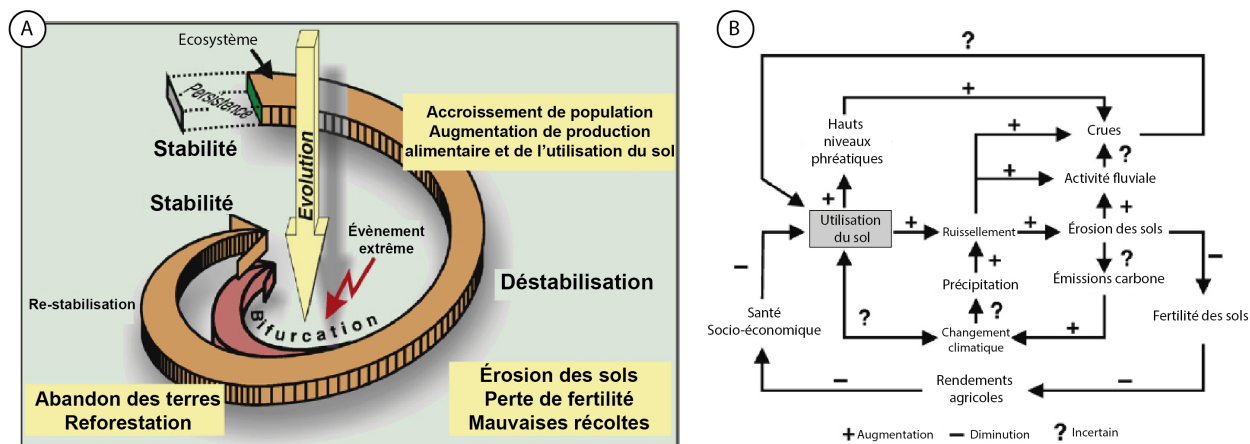 A
Ecosystème
Persistence
Stabilité
Evolution
Accroissement de population
Augmentation de production
alimentaire et de l'utilisation du sol
Stabilité
Évènement
extrême
Déstabilisation
Re-stabilisation
Bifurcation
Abandon des terres
Reforestation
Érosion des sols
Perte de fertilité
Mauvaises récoltes
B
?
+
Hauts
niveaux
phréatiques
+
Crues
+
?
Activité fluviale
+
+
Utilisation
du sol
+
Ruissellement
+
Érosion des sols
–
+
?
Précipitation
Émissions carbone
–
Santé
Socio-économique
?
?
Changement
climatique
+
Fertilité des sols
–
Rendements
agricoles
–
+ Augmentation – Diminution ? Incertain